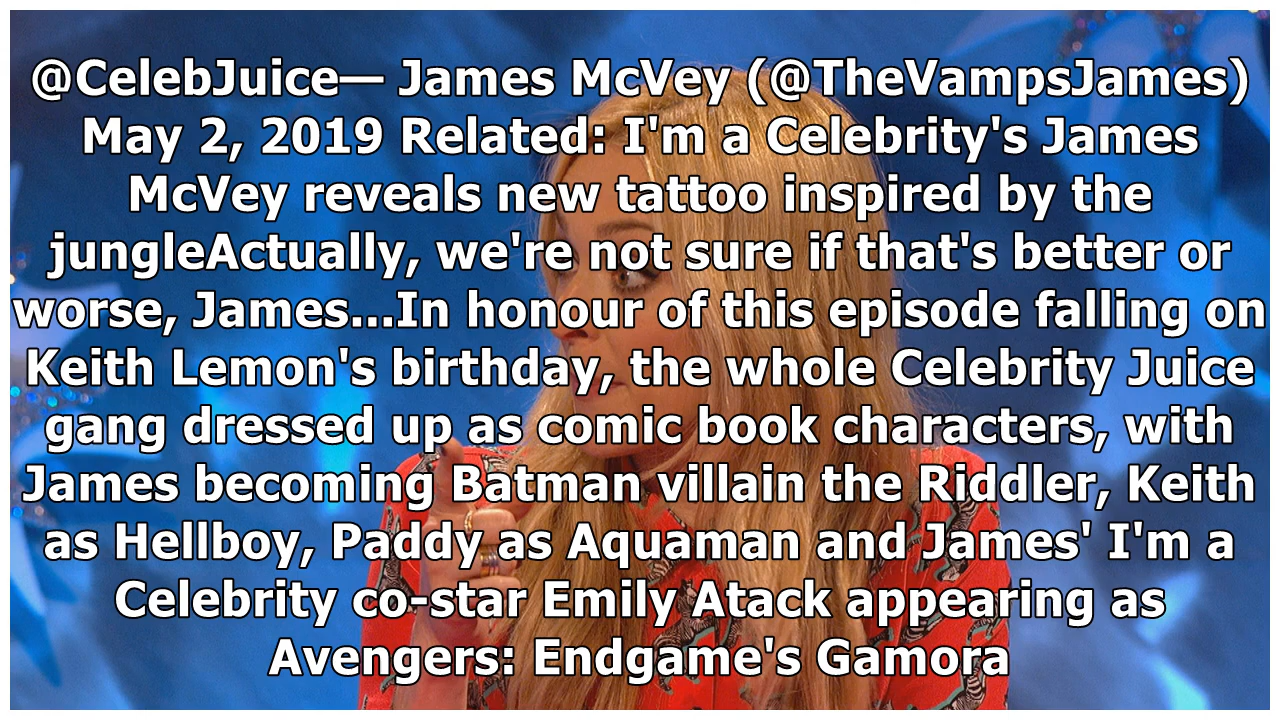 @CelebJuice— James McVey (@TheVampsJames)
May 2, 2019 Related: I'm a Celebrity's James
McVey reveals new tattoo inspired by the
jungleActually, we're not sure if that's better or
worse, James...In honour of this episode falling on
Keith Lemon's birthday, the whole Celebrity Juice
gang dressed up as comic book characters, with
James becoming Batman villain the Riddler, Keith
as Hellboy, Paddy as Aquaman and James' I'm a
Celebrity co-star Emily Atack appearing as
Avengers: Endgame's Gamora